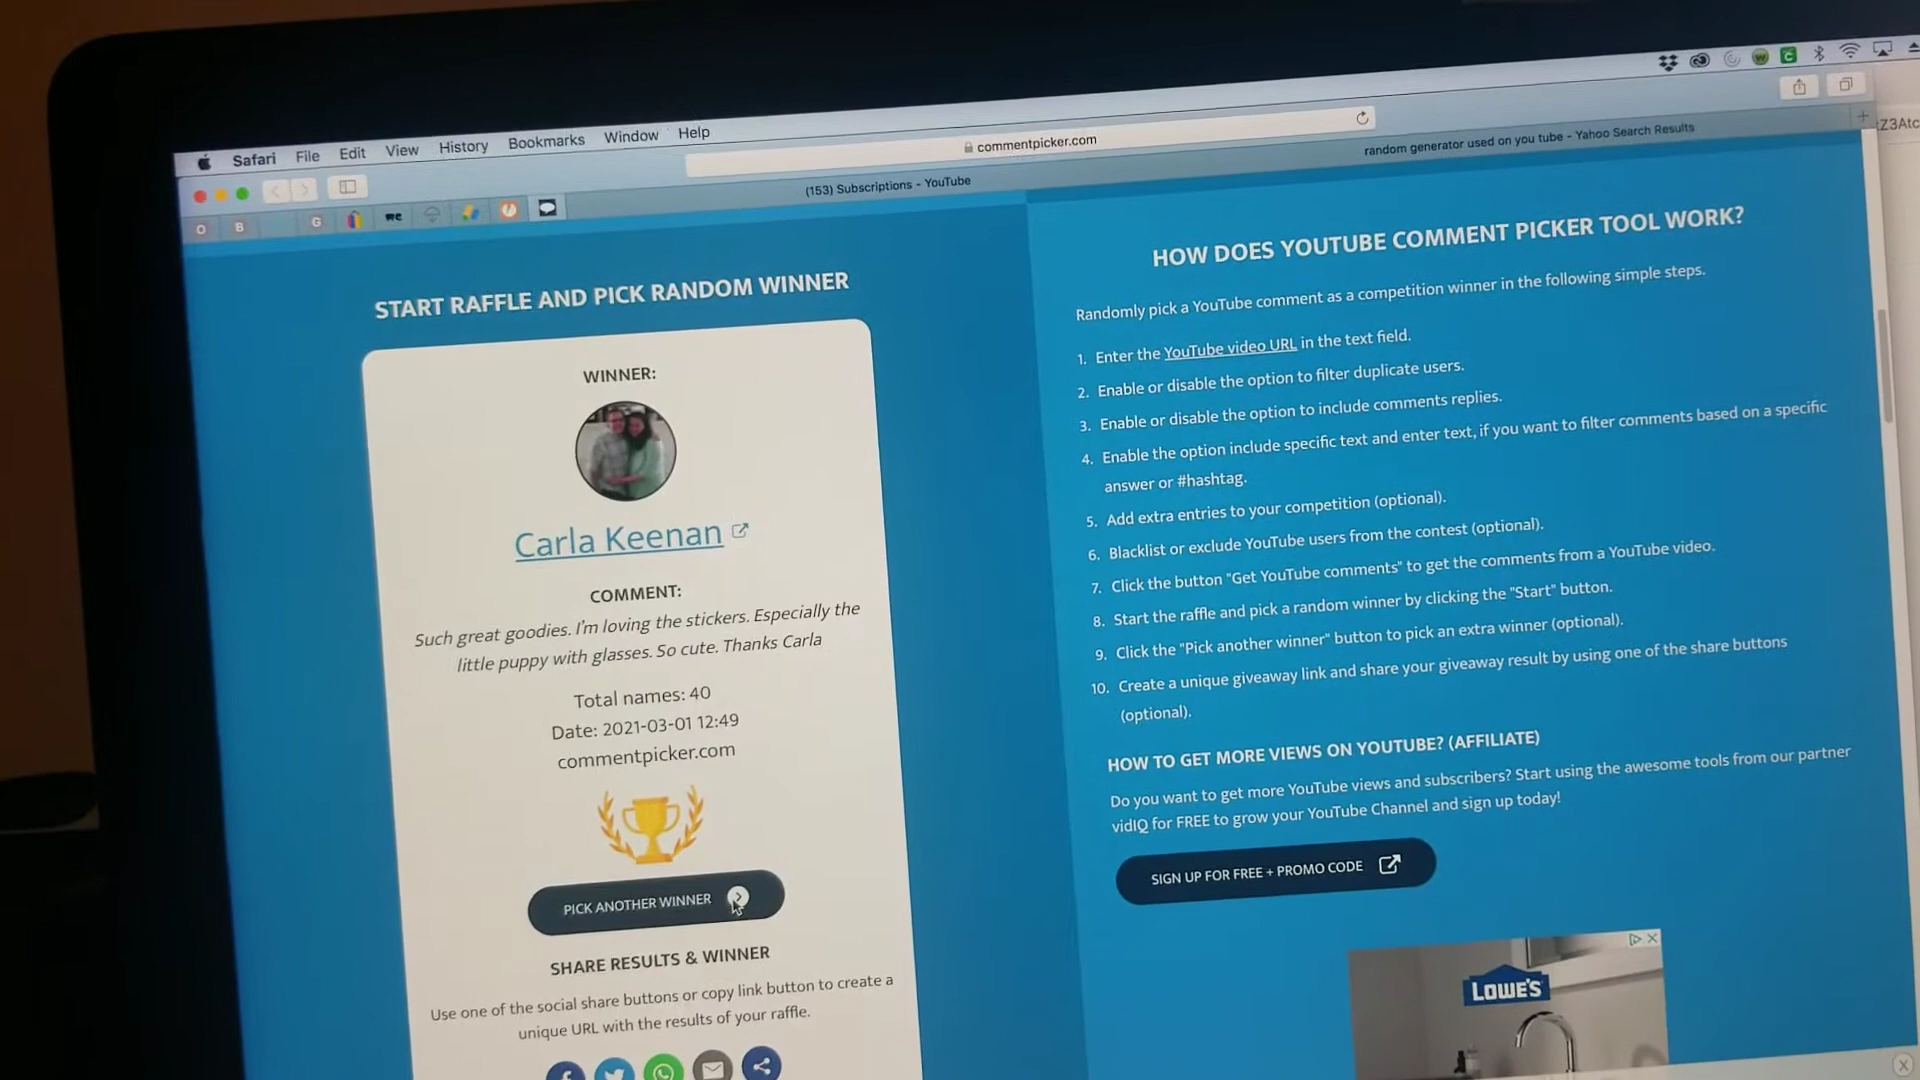 Safari File Edit View History Bookmarks Window Help
commentpicker.com
(153) Subscriptions - YouTube
random generator used on you tube - Yahoo Search Results
Z3Atc
O B G
START RAFFLE AND PICK RANDOM WINNER
WINNER:
Carla Keenan
COMMENT:
Such great goodies. I'm loving the stickers. Especially the
little puppy with glasses. So cute. Thanks Carla
Total names: 40
Date: 2021-03-01 12:49
commentpicker.com
PICK ANOTHER WINNER
SHARE RESULTS & WINNER
Use one of the social share buttons or copy link button to create a
unique URL with the results of your raffle.
HOW DOES YOUTUBE COMMENT PICKER TOOL WORK?
Randomly pick a YouTube comment as a competition winner in the following simple steps.
1. Enter the YouTube video URL in the text field.
2. Enable or disable the option to filter duplicate users.
3. Enable or disable the option to include comments replies.
4. Enable the option include specific text and enter text, if you want to filter comments based on a specific
answer or #hashtag.
5. Add extra entries to your competition (optional).
6. Blacklist or exclude YouTube users from the contest (optional).
7. Click the button "Get YouTube comments" to get the comments from a YouTube video.
8. Start the raffle and pick a random winner by clicking the "Start" button.
9. Click the "Pick another winner" button to pick an extra winner (optional).
10. Create a unique giveaway link and share your giveaway result by using one of the share buttons
(optional).
HOW TO GET MORE VIEWS ON YOUTUBE? (AFFILIATE)
Do you want to get more YouTube views and subscribers? Start using the awesome tools from our partner
vidIQ for FREE to grow your YouTube Channel and sign up today!
SIGN UP FOR FREE + PROMO CODE
LOWE'S